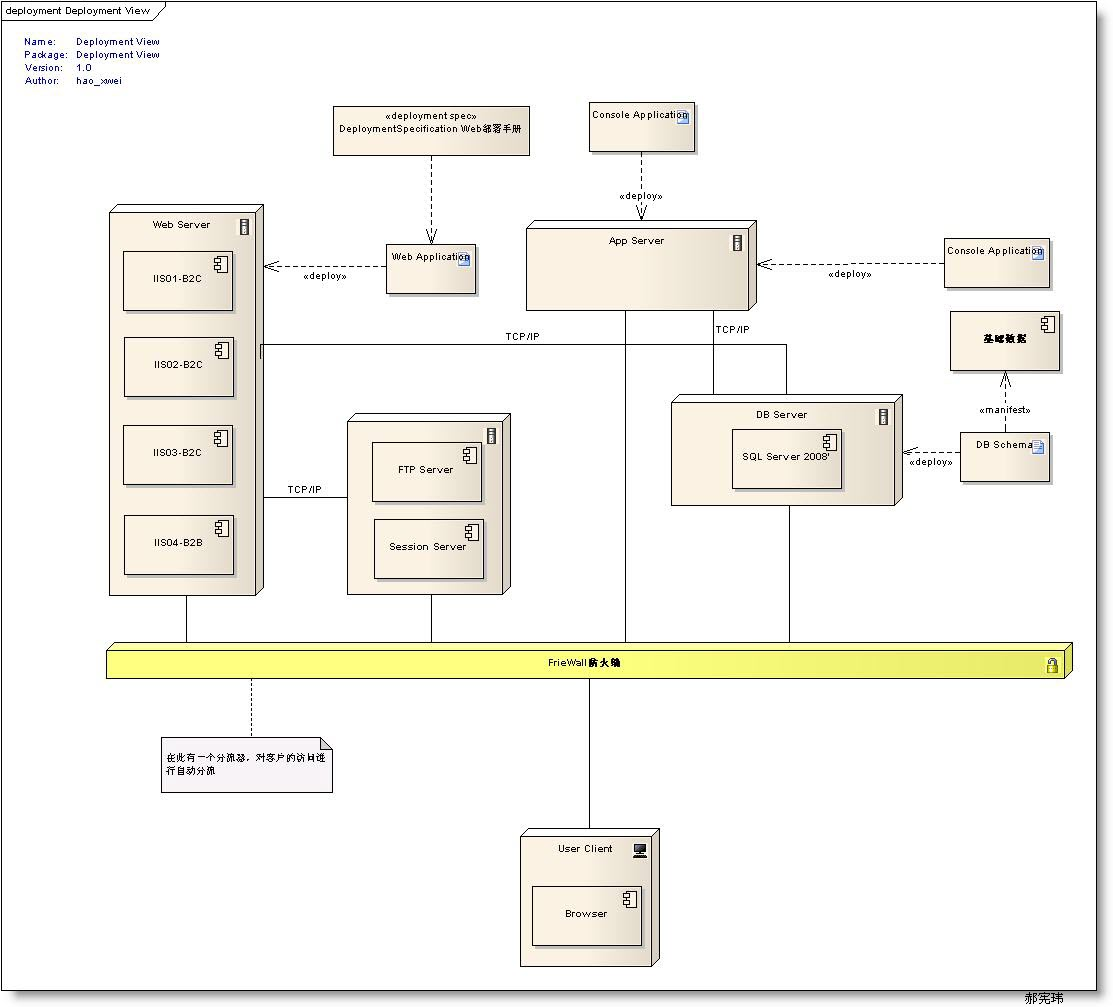 deployment Deployment View
Name: Deployment View
Package: Deployment View
Version: 1.0
Author: hao_xwei
«deployment spec»
DeploymentSpecification Web部署手册
Console Application
«deploy»
Web Server
IIS01-B2C
IIS02-B2C
IIS03-B2C
IIS04-B2B
Web Application
«deploy»
App Server
Console Application
«deploy»
TCP/IP
TCP/IP
基础数据
«manifest»
DB Schema
«deploy»
DB Server
SQL Server 2008'
TCP/IP
FTP Server
Session Server
FrieWall防火墙
在此有一个分流器，对客户的访问进
行自动分流
User Client
Browser
郝宪玮